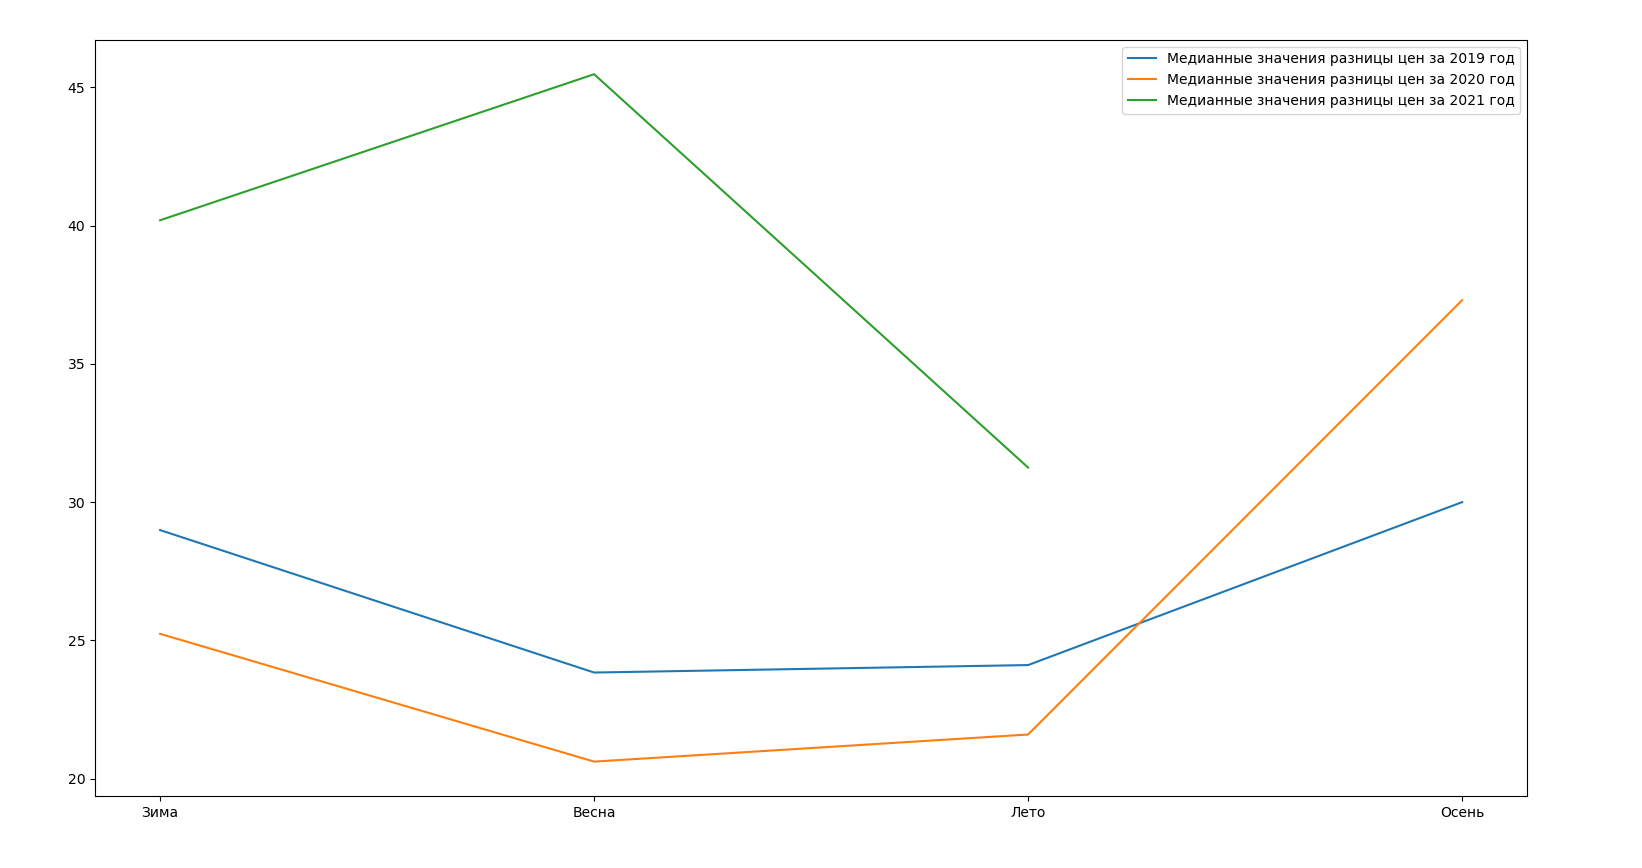 Медианные значения разницы цен за 2019 год
Медианные значения разницы цен за 2020 год
Медианные значения разницы цен за 2021 год
45
40
35
30
25
20
Зима Весна Лето Осень